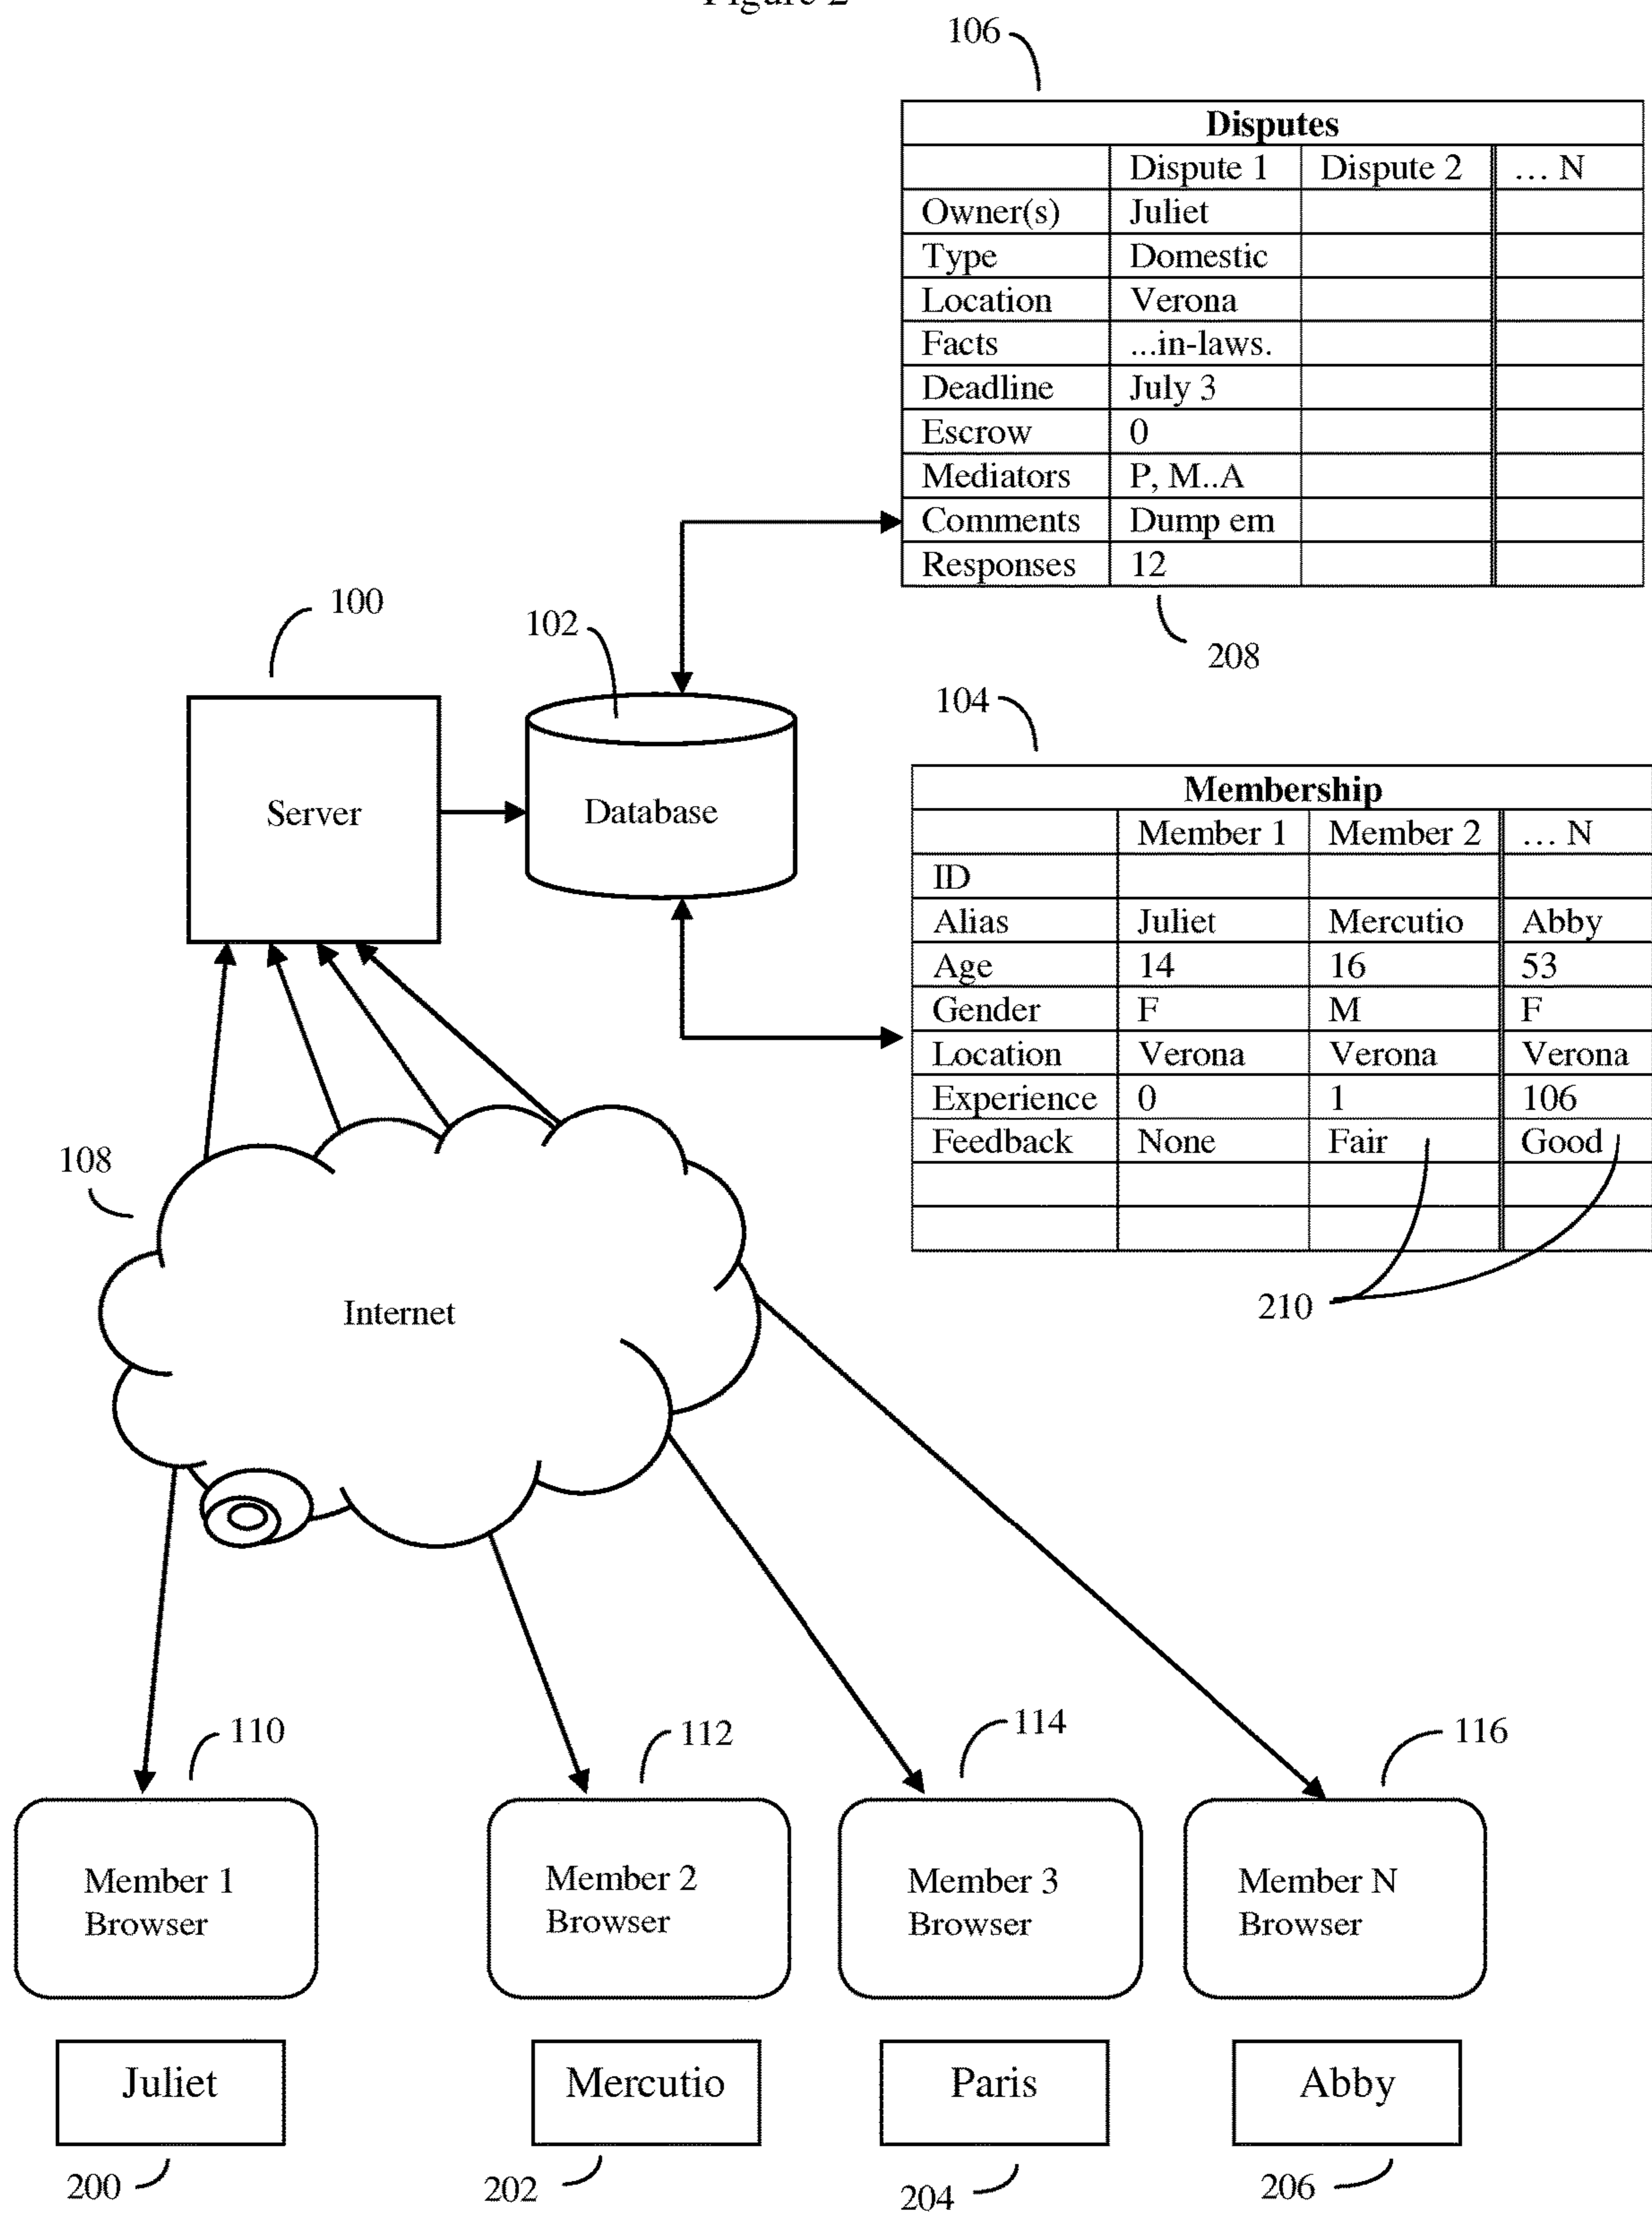 Figure 2
106
Disputes
Dispute 1 Dispute 2 ... N
Owner(s) Juliet
Type Domestic
Location Verona
Facts ...in-laws.
Deadline July 3
Escrow 0
Mediators P, M..A
Comments Dump em
Responses 12
208
100
102
Server
Database
104
Membership
Member 1 Member 2 ... N
ID
Alias Juliet Mercutio Abby
Age 14 16 53
Gender F M F
Location Verona Verona Verona
Experience 0 1 106
Feedback None Fair Good
210
108
Internet
110
112
114
116
Member 1
Browser
Member 2
Browser
Member 3
Browser
Member N
Browser
Juliet
Mercutio
Paris
Abby
200
202
204
206